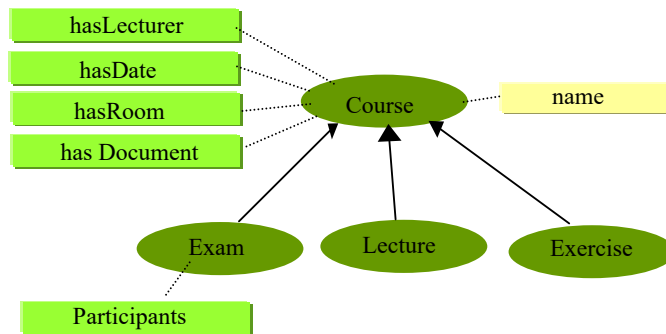 hasLecturer
hasDate
hasRoom
has Document
Course
name
Exam
Lecture
Exercise
Participants